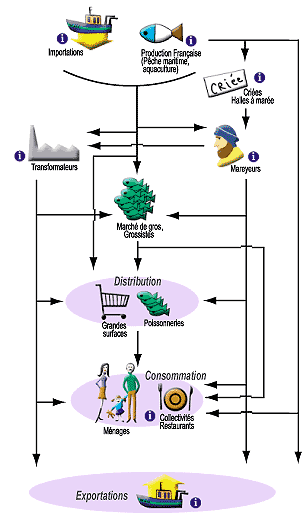 Importations
Production Française
(Pêche maritime,
aquaculture)
CRiée
Criées
Halles à marée
Transformateurs
Mareyeurs
Marché de gros,
Grossistes
Distribution
Grandes
surfaces
Poissonneries
Consommation
Ménages
Collectivités
Restaurants
Exportations